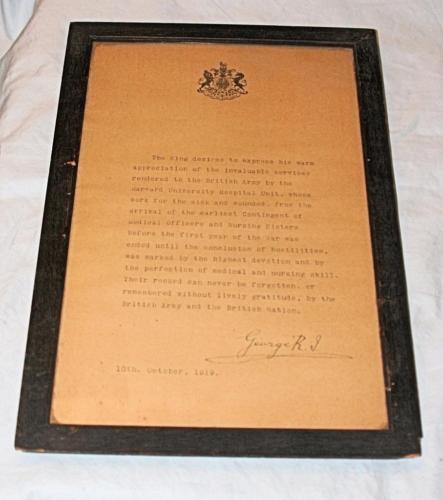 The King desires to express his warm
appreciation of the invaluable services
rendered to the British Army by the
Harvard University Hospital Unit, whose
work for the sick and wounded, from the
arrival of the earliest Contingent of
medical officers and Nursing Sisters
before the first year of the war was
ended until the conclusion of hostilities,
was marked by the highest devotion and by
the perfection of medical and nursing skill.
Their record can never be forgotten, or
remembered without lively gratitude, by the
British Army and the British Nation.
George R.I
10th. October, 1919.